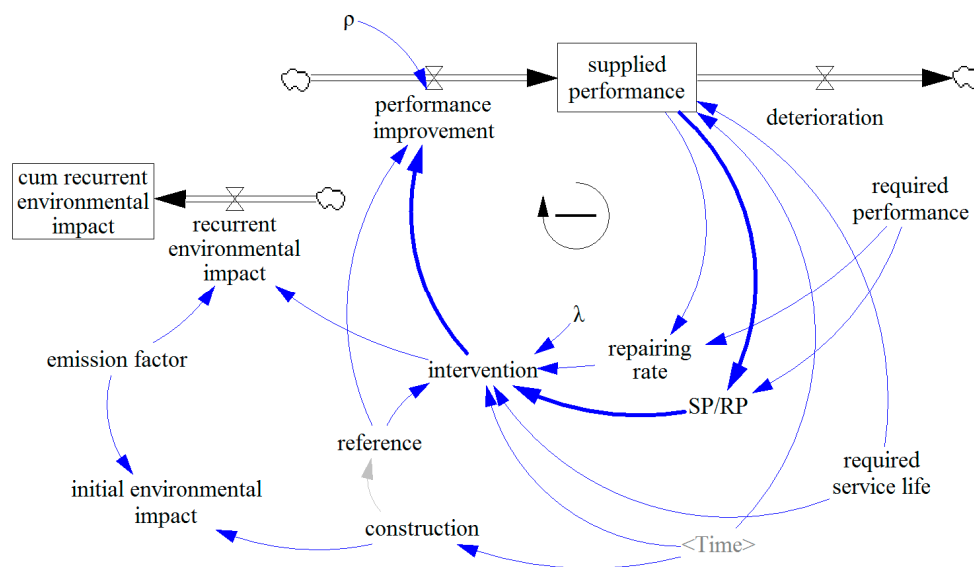 ρ
supplied
performance
performance
improvement
deterioration
cum recurrent
environmental
impact
recurrent
environmental
impact
required
performance
λ
emission factor
intervention
repairing
rate
SP/RP
reference
required
service life
initial environmental
impact
construction
<Time>